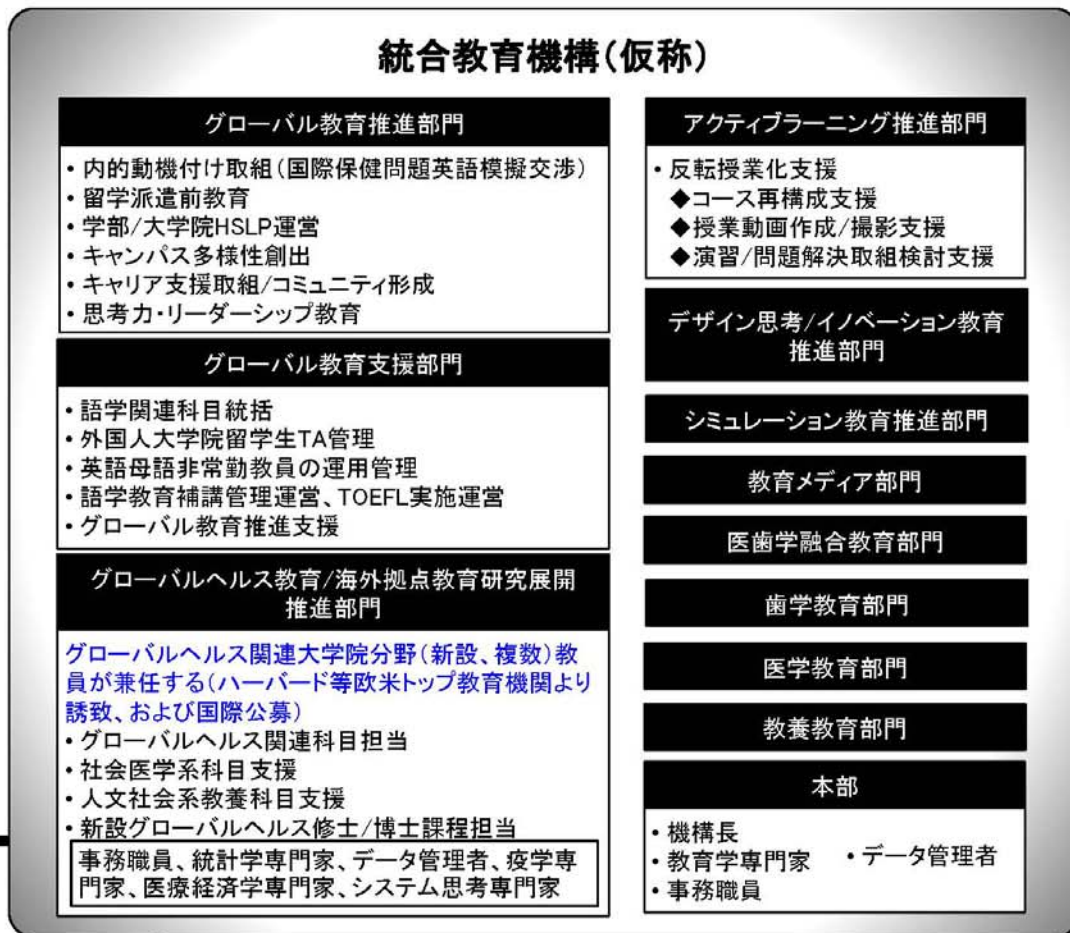 統合教育機構(仮称)
グローバル教育推進部門
・内的動機付け取組(国際保健問題英語模擬交渉)
・留学派遣前教育
・学部/大学院HSLP運営
・キャンパス多様性創出
・キャリア支援取組/コミュニティ形成
・思考力・リーダーシップ教育
グローバル教育支援部門
・語学関連科目統括
・外国人大学院留学生TA管理
・英語母語非常勤教員の運用管理
・語学教育補講管理運営、TOEFL実施運営
・グローバル教育推進支援
グローバルヘルス教育/海外拠点教育研究展開
推進部門
グローバルヘルス関連大学院分野(新設、複数)教
員が兼任する(ハーバード等欧米トップ教育機関より
誘致、および国際公募)
・グローバルヘルス関連科目担当
・社会医学系科目支援
・人文社会系教養科目支援
・新設グローバルヘルス修士/博士課程担当
事務職員、統計学専門家、データ管理者、疫学専
門家、医療経済学専門家、システム思考専門家
アクティブラーニング推進部門
・反転授業化支援
◆コース再構成支援
◆授業動画作成/撮影支援
◆演習/問題解決取組検討支援
デザイン思考/イノベーション教育
推進部門
シミュレーション教育推進部門
教育メディア部門
医歯学融合教育部門
歯学教育部門
医学教育部門
教養教育部門
本部
・機構長
・教育学専門家
・事務職員
・データ管理者